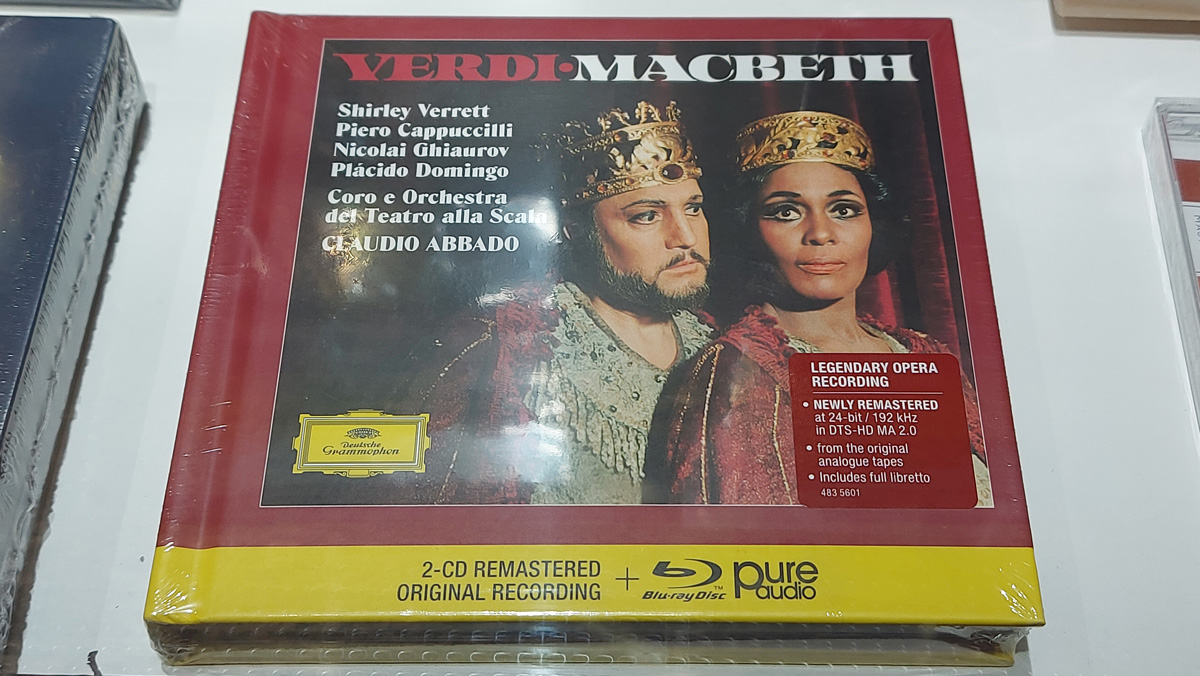 VERDI·MACBETH
Shirley Verrett
Piero Cappuccilli
Nicolai Ghiaurov
Plácido Domingo
Coro e Orchestra
del Teatro alla Scala
CLAUDIO ABBADO
Deutsche
Grammophon
LEGENDARY OPERA
RECORDING
• NEWLY REMASTERED
at 24-bit / 192 kHz
in DTS-HD MA 2.0
• from the original
analogue tapes
• Includes full libretto
483 5601
2-CD REMASTERED
ORIGINAL RECORDING
+
Blu-ray Disc™
pure
audio